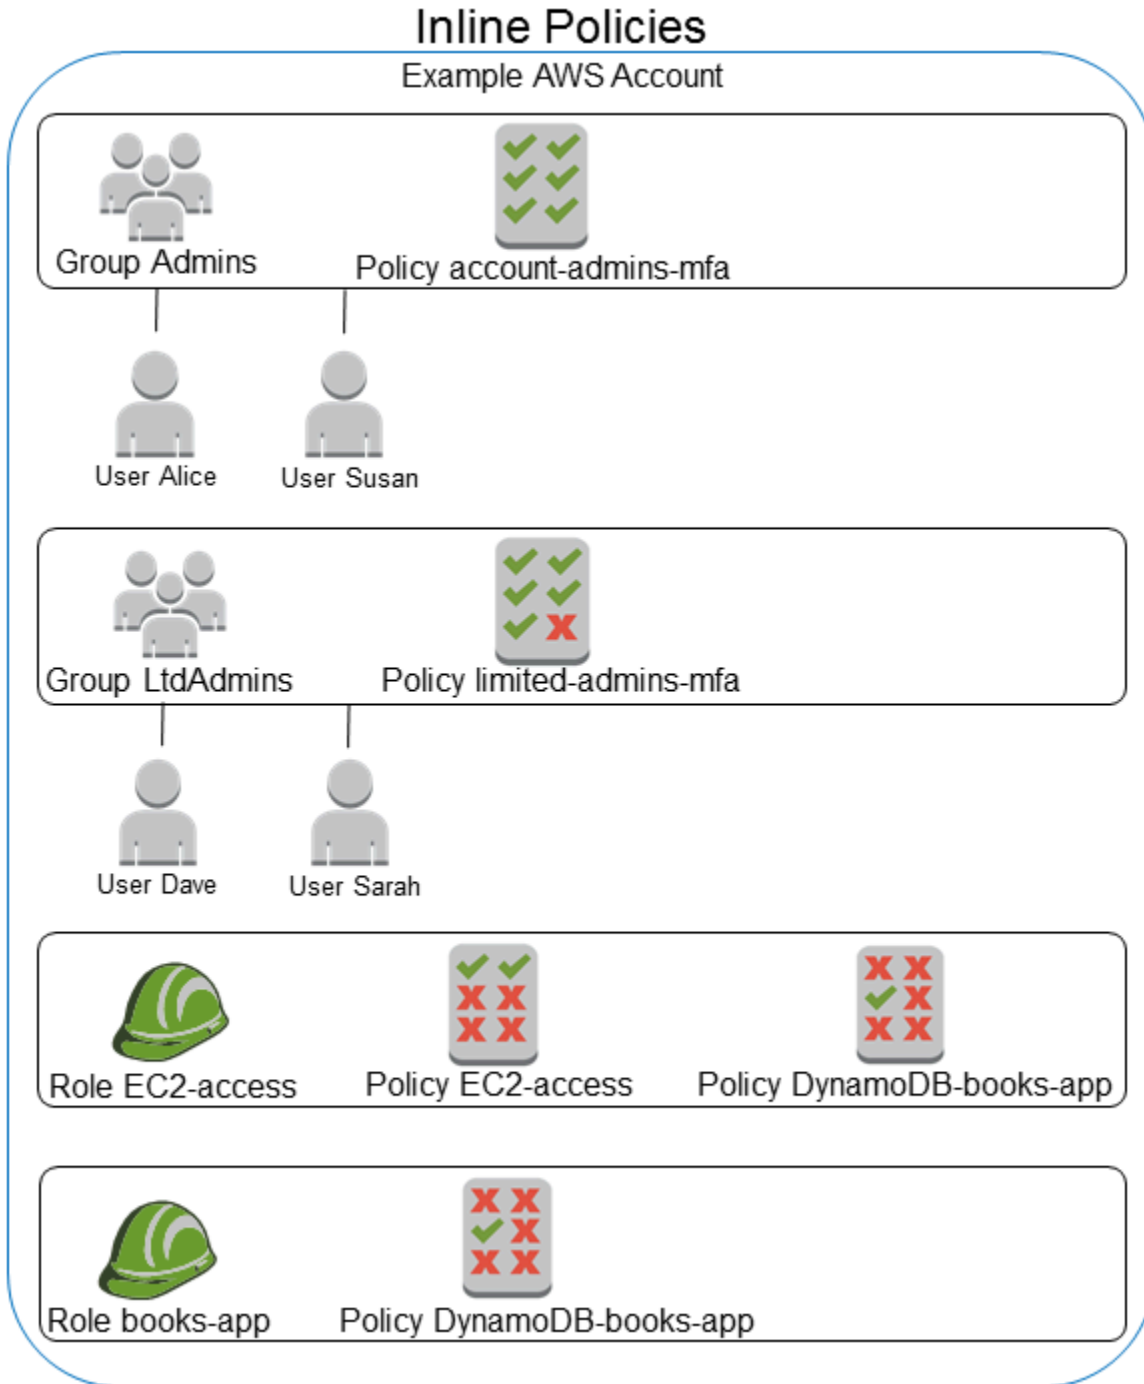 Inline Policies
Example AWS Account
Group Admins
Policy account-admins-mfa
User Alice
User Susan
Group LtdAdmins
Policy limited-admins-mfa
User Dave
User Sarah
Role EC2-access
Policy EC2-access
Policy DynamoDB-books-app
Role books-app
Policy DynamoDB-books-app